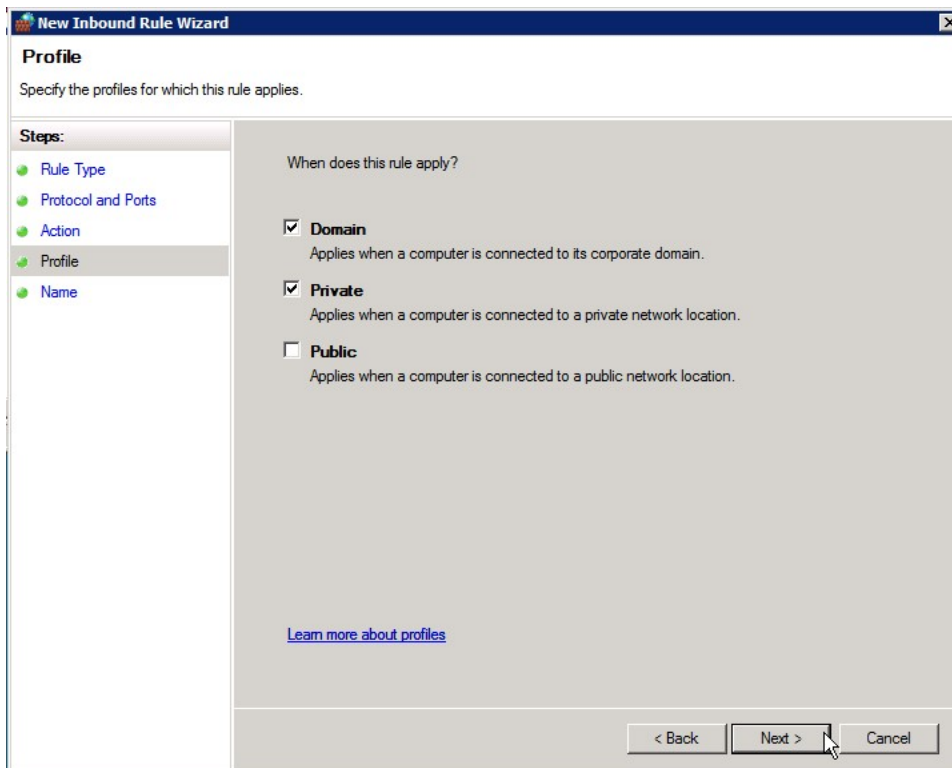 New Inbound Rule Wizard
Profile
Specify the profiles for which this rule applies.
Steps:
Rule Type
Protocol and Ports
Action
Profile
Name
When does this rule apply?
Domain
Applies when a computer is connected to its corporate domain.
Private
Applies when a computer is connected to a private network location.
Public
Applies when a computer is connected to a public network location.
Learn more about profiles
< Back
Next >
Cancel